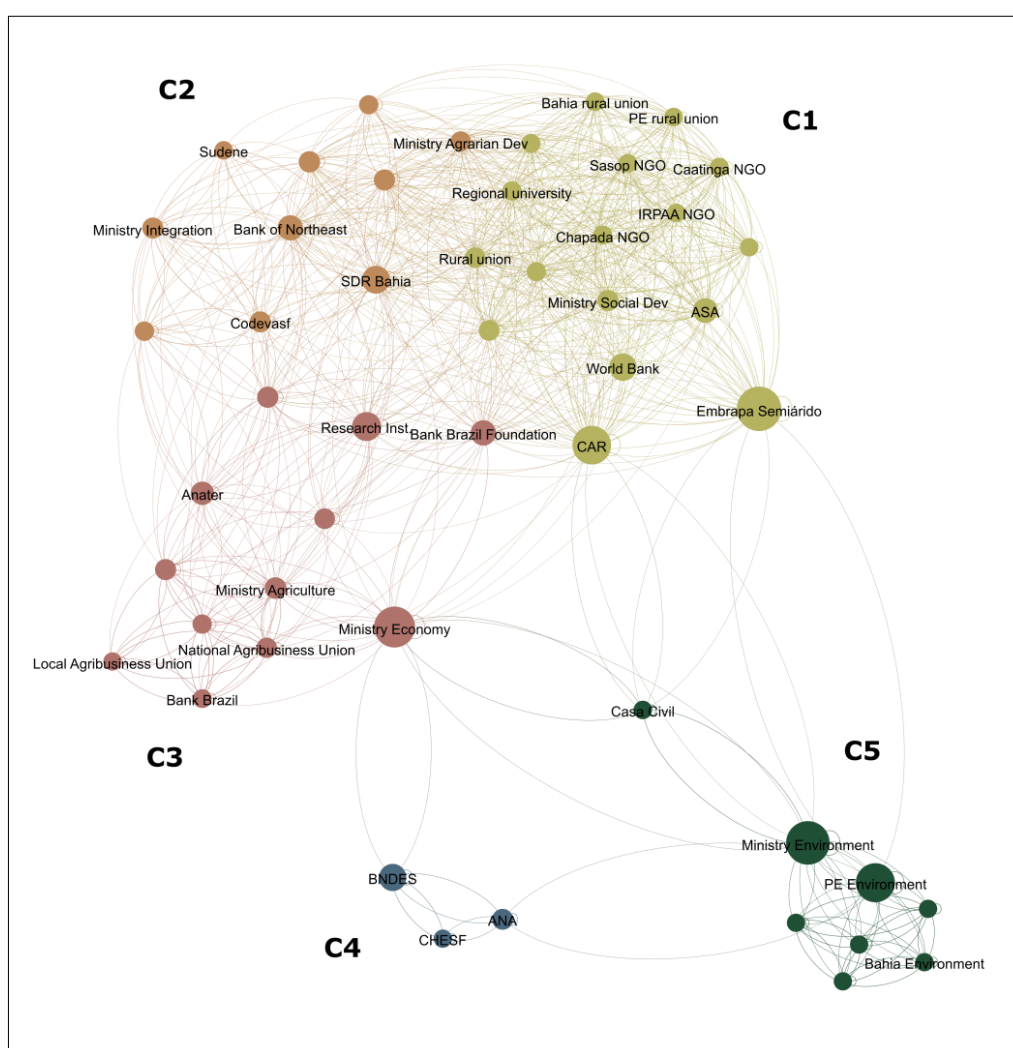 C2
Bahia rural union
PE rural union
C1
Sudene
Ministry Agrarian Dev
Sasop NGO
Caatinga NGO
Regional university
IRPAA NGO
Ministry Integration
Bank of Northeast
Chapada NGO
Rural union
SDR Bahia
Ministry Social Dev
ASA
Codevasf
World Bank
Embrapa Semiárido
Research Inst
Bank Brazil Foundation
CAR
Anater
Ministry Agriculture
Ministry Economy
National Agribusiness Union
Local Agribusiness Union
Bank Brazil
Casa Civil
C3
C5
Ministry Environment
BNDES
PE Environment
ANA
CHESF
C4
Bahia Environment